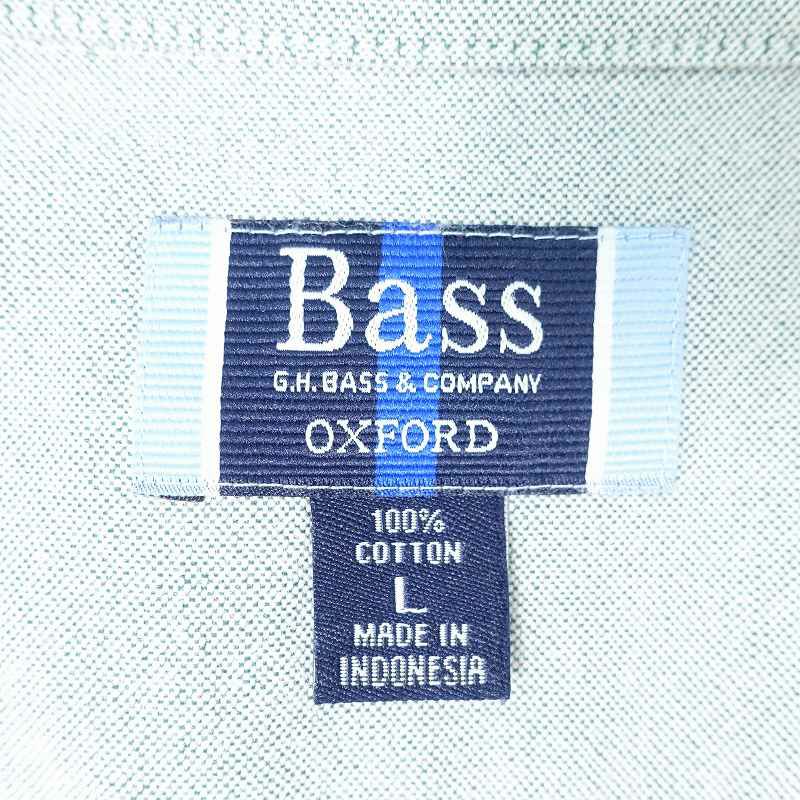 Bass
G.H. BASS & COMPANY
OXFORD
100%
COTTON
L
MADE IN
INDONESIA